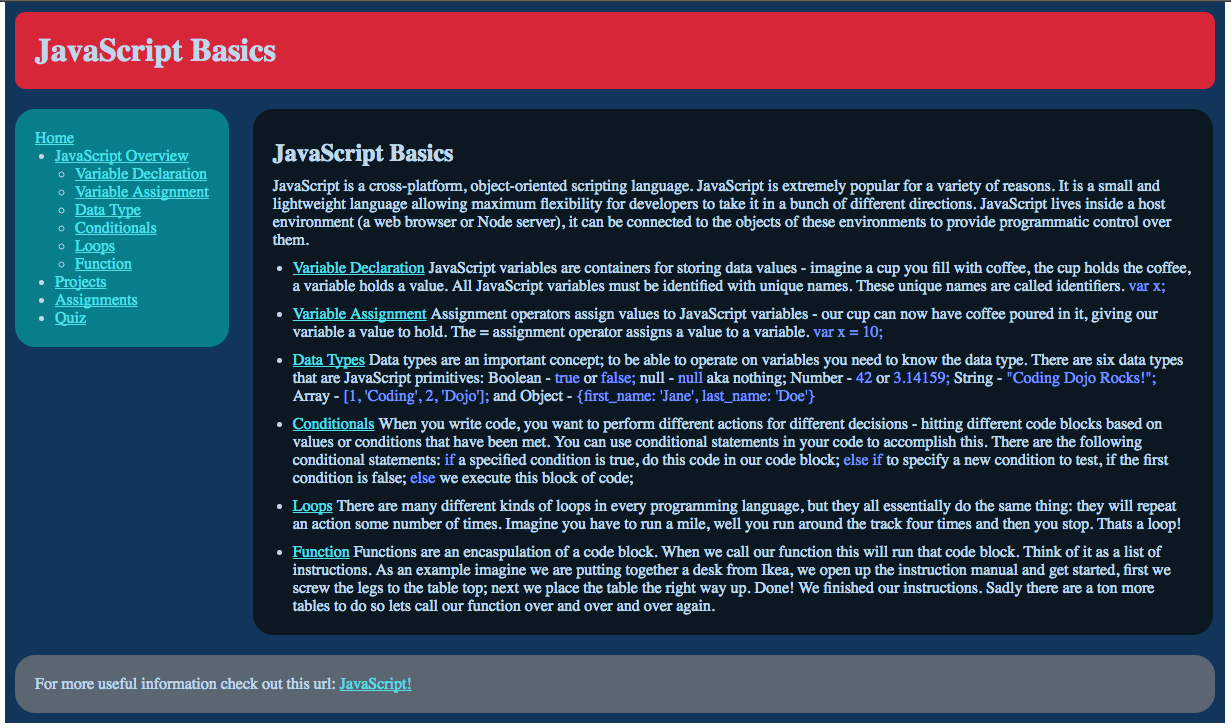 JavaScript Basics
Home
JavaScript Overview
Variable Declaration
Variable Assignment
Data Type
Conditionals
Loops
Function
Projects
Assignments
Quiz
JavaScript Basics
JavaScript is a cross-platform, object-oriented scripting language. JavaScript is extremely popular for a variety of reasons. It is a small and
lightweight language allowing maximum flexibility for developers to take it in a bunch of different directions. JavaScript lives inside a host
environment (a web browser or Node server), it can be connected to the objects of these environments to provide programmatic control over
them.
Variable Declaration JavaScript variables are containers for storing data values - imagine a cup you fill with coffee, the cup holds the coffee,
a variable holds a value. All JavaScript variables must be identified with unique names. These unique names are called identifiers. var x;
Variable Assignment Assignment operators assign values to JavaScript variables - our cup can now have coffee poured in it, giving our
variable a value to hold. The = assignment operator assigns a value to a variable. var x = 10;
Data Types Data types are an important concept; to be able to operate on variables you need to know the data type. There are six data types
that are JavaScript primitives: Boolean - true or false; null - null aka nothing; Number - 42 or 3.14159; String - "Coding Dojo Rocks!";
Array - [1, 'Coding', 2, 'Dojo']; and Object - {first_name: 'Jane', last_name: 'Doe'}
Conditionals When you write code, you want to perform different actions for different decisions - hitting different code blocks based on
values or conditions that have been met. You can use conditional statements in your code to accomplish this. There are the following
conditional statements: if a specified condition is true, do this code in our code block; else if to specify a new condition to test, if the first
condition is false; else we execute this block of code;
Loops There are many different kinds of loops in every programming language, but they all essentially do the same thing: they will repeat
an action some number of times. Imagine you have to run a mile, well you run around the track four times and then you stop. Thats a loop!
Function Functions are an encaspulation of a code block. When we call our function this will run that code block. Think of it as a list of
instructions. As an example imagine we are putting together a desk from Ikea, we open up the instruction manual and get started, first we
screw the legs to the table top; next we place the table the right way up. Done! We finished our instructions. Sadly there are a ton more
tables to do so lets call our function over and over and over again.
For more useful information check out this url: JavaScript!